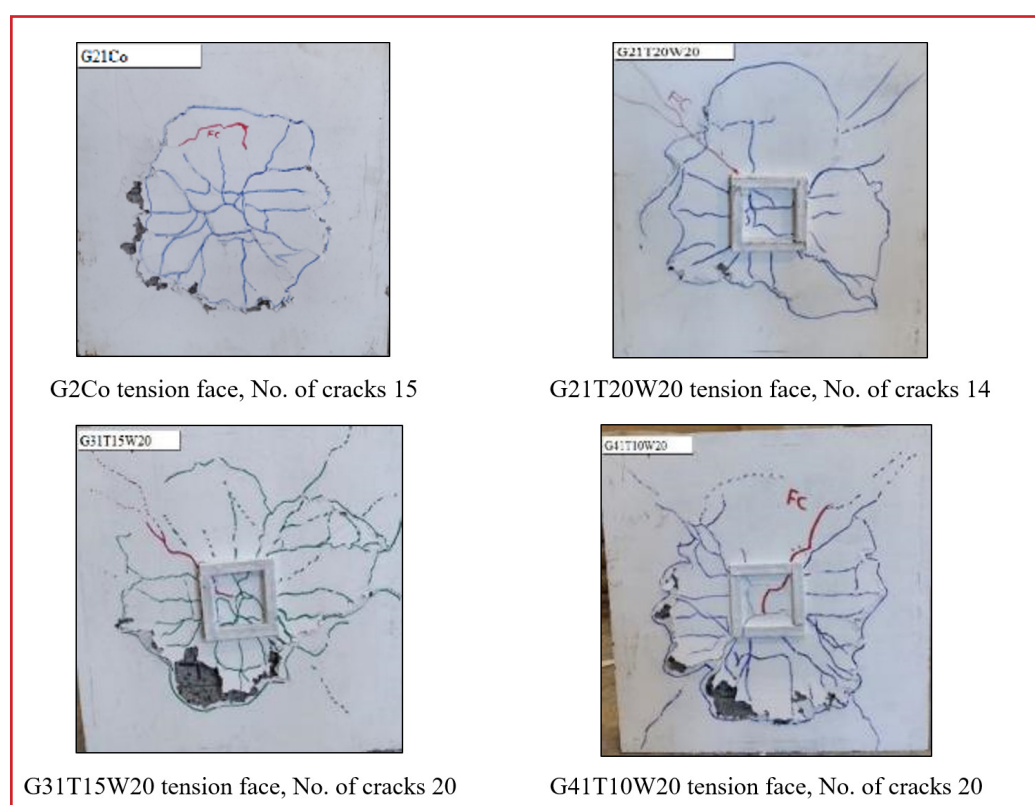 G21Co
G21T20W20
FC
FC
G2Co tension face, No. of cracks 15
G21T20W20 tension face, No. of cracks 14
G31T15W20
G41T10W20
FC
G31T15W20 tension face, No. of cracks 20
G41T10W20 tension face, No. of cracks 20